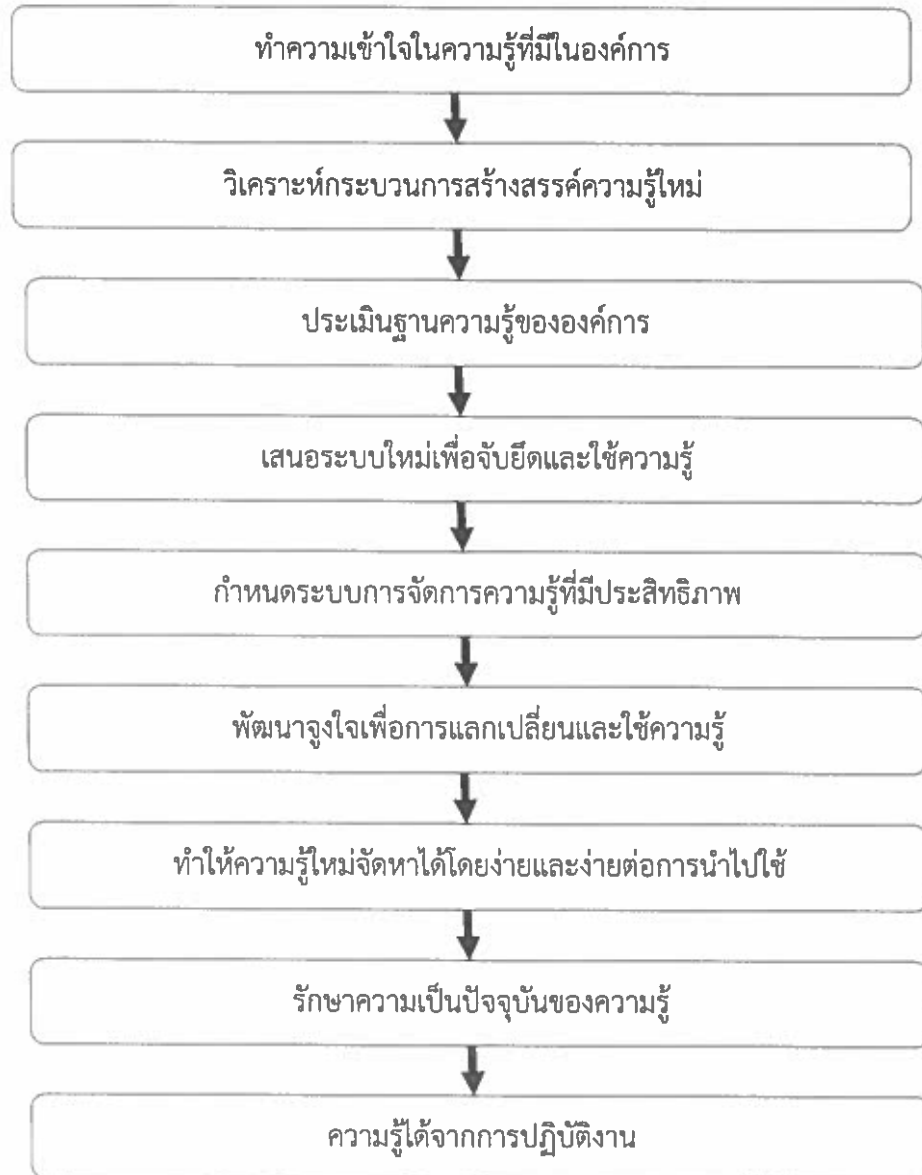 ทำความเข้าใจในความรู้ที่มีในองค์การ
วิเคราะห์กระบวนการสร้างสรรค์ความรู้ใหม่
ประเมินฐานความรู้ขององค์การ
เสนอระบบใหม่เพื่อจับยึดและใช้ความรู้
กำหนดระบบการจัดการความรู้ที่มีประสิทธิภาพ
พัฒนาจูงใจเพื่อการแลกเปลี่ยนและใช้ความรู้
ทำให้ความรู้ใหม่จัดหาได้โดยง่ายและง่ายต่อการนำไปใช้
รักษาความเป็นปัจจุบันของความรู้
ความรู้ได้จากการปฏิบัติงาน